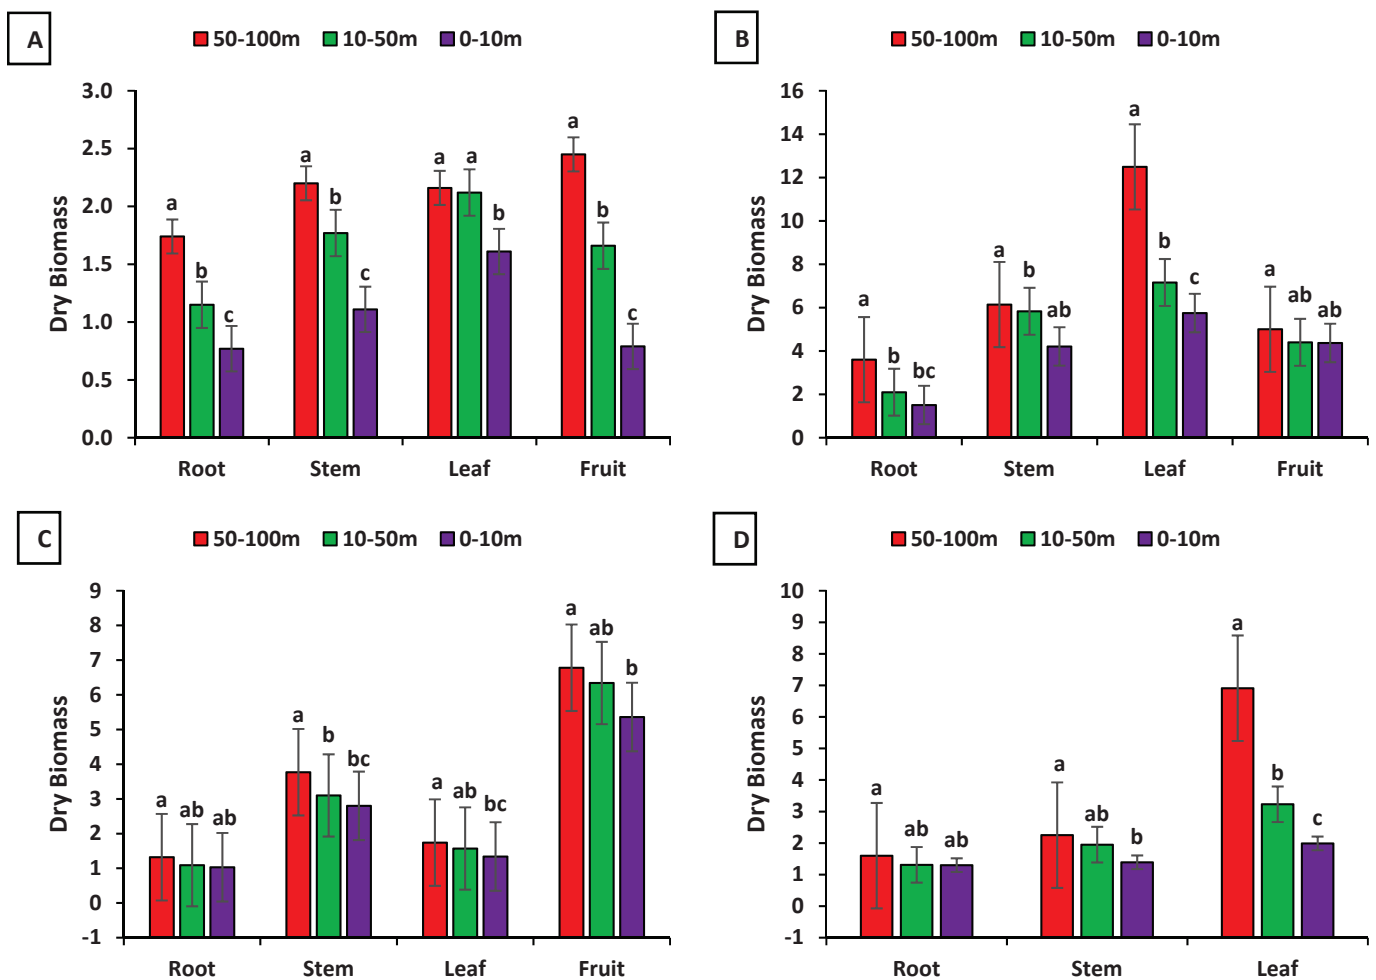 A
50-100m 10-50m 0-10m
3.0
2.5
2.0
1.5
1.0
0.5
0.0
Dry Biomass
a b c
a b c
a a b
a b c
Root Stem Leaf Fruit
B
50-100m 10-50m 0-10m
16
14
12
10
8
6
4
2
0
Dry Biomass
a b bc
a b ab
a b c
a ab ab
Root Stem Leaf Fruit
C
50-100m 10-50m 0-10m
9
8
7
6
5
4
3
2
1
0
-1
Dry Biomass
a ab ab
a b bc
a ab bc
a ab b
Root Stem Leaf Fruit
D
50-100m 10-50m 0-10m
10
9
8
7
6
5
4
3
2
1
0
-1
Dry Biomass
a ab ab
a ab b
a b c
Root Stem Leaf